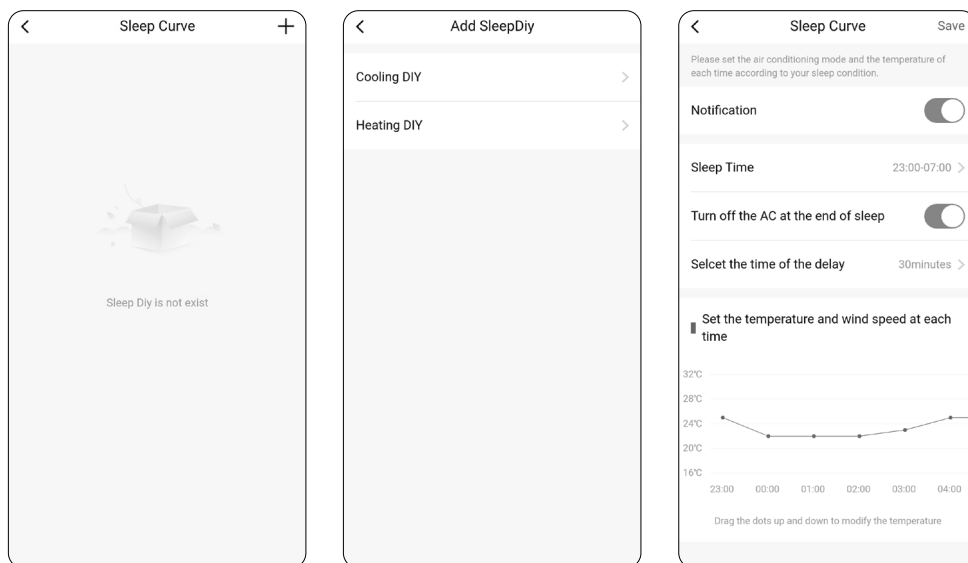 Sleep Curve
Sleep Diy is not exist
Add SleepDiy
Cooling DIY
Heating DIY
Sleep Curve Save
Please set the air conditioning mode and the temperature of
each time according to your sleep condition.
Notification
Sleep Time 23:00-07:00
Turn off the AC at the end of sleep
Selcet the time of the delay 30minutes
Set the temperature and wind speed at each
time
32°C
28°C
24°C
20°C
16°C
23:00 00:00 01:00 02:00 03:00 04:00
Drag the dots up and down to modify the temperature